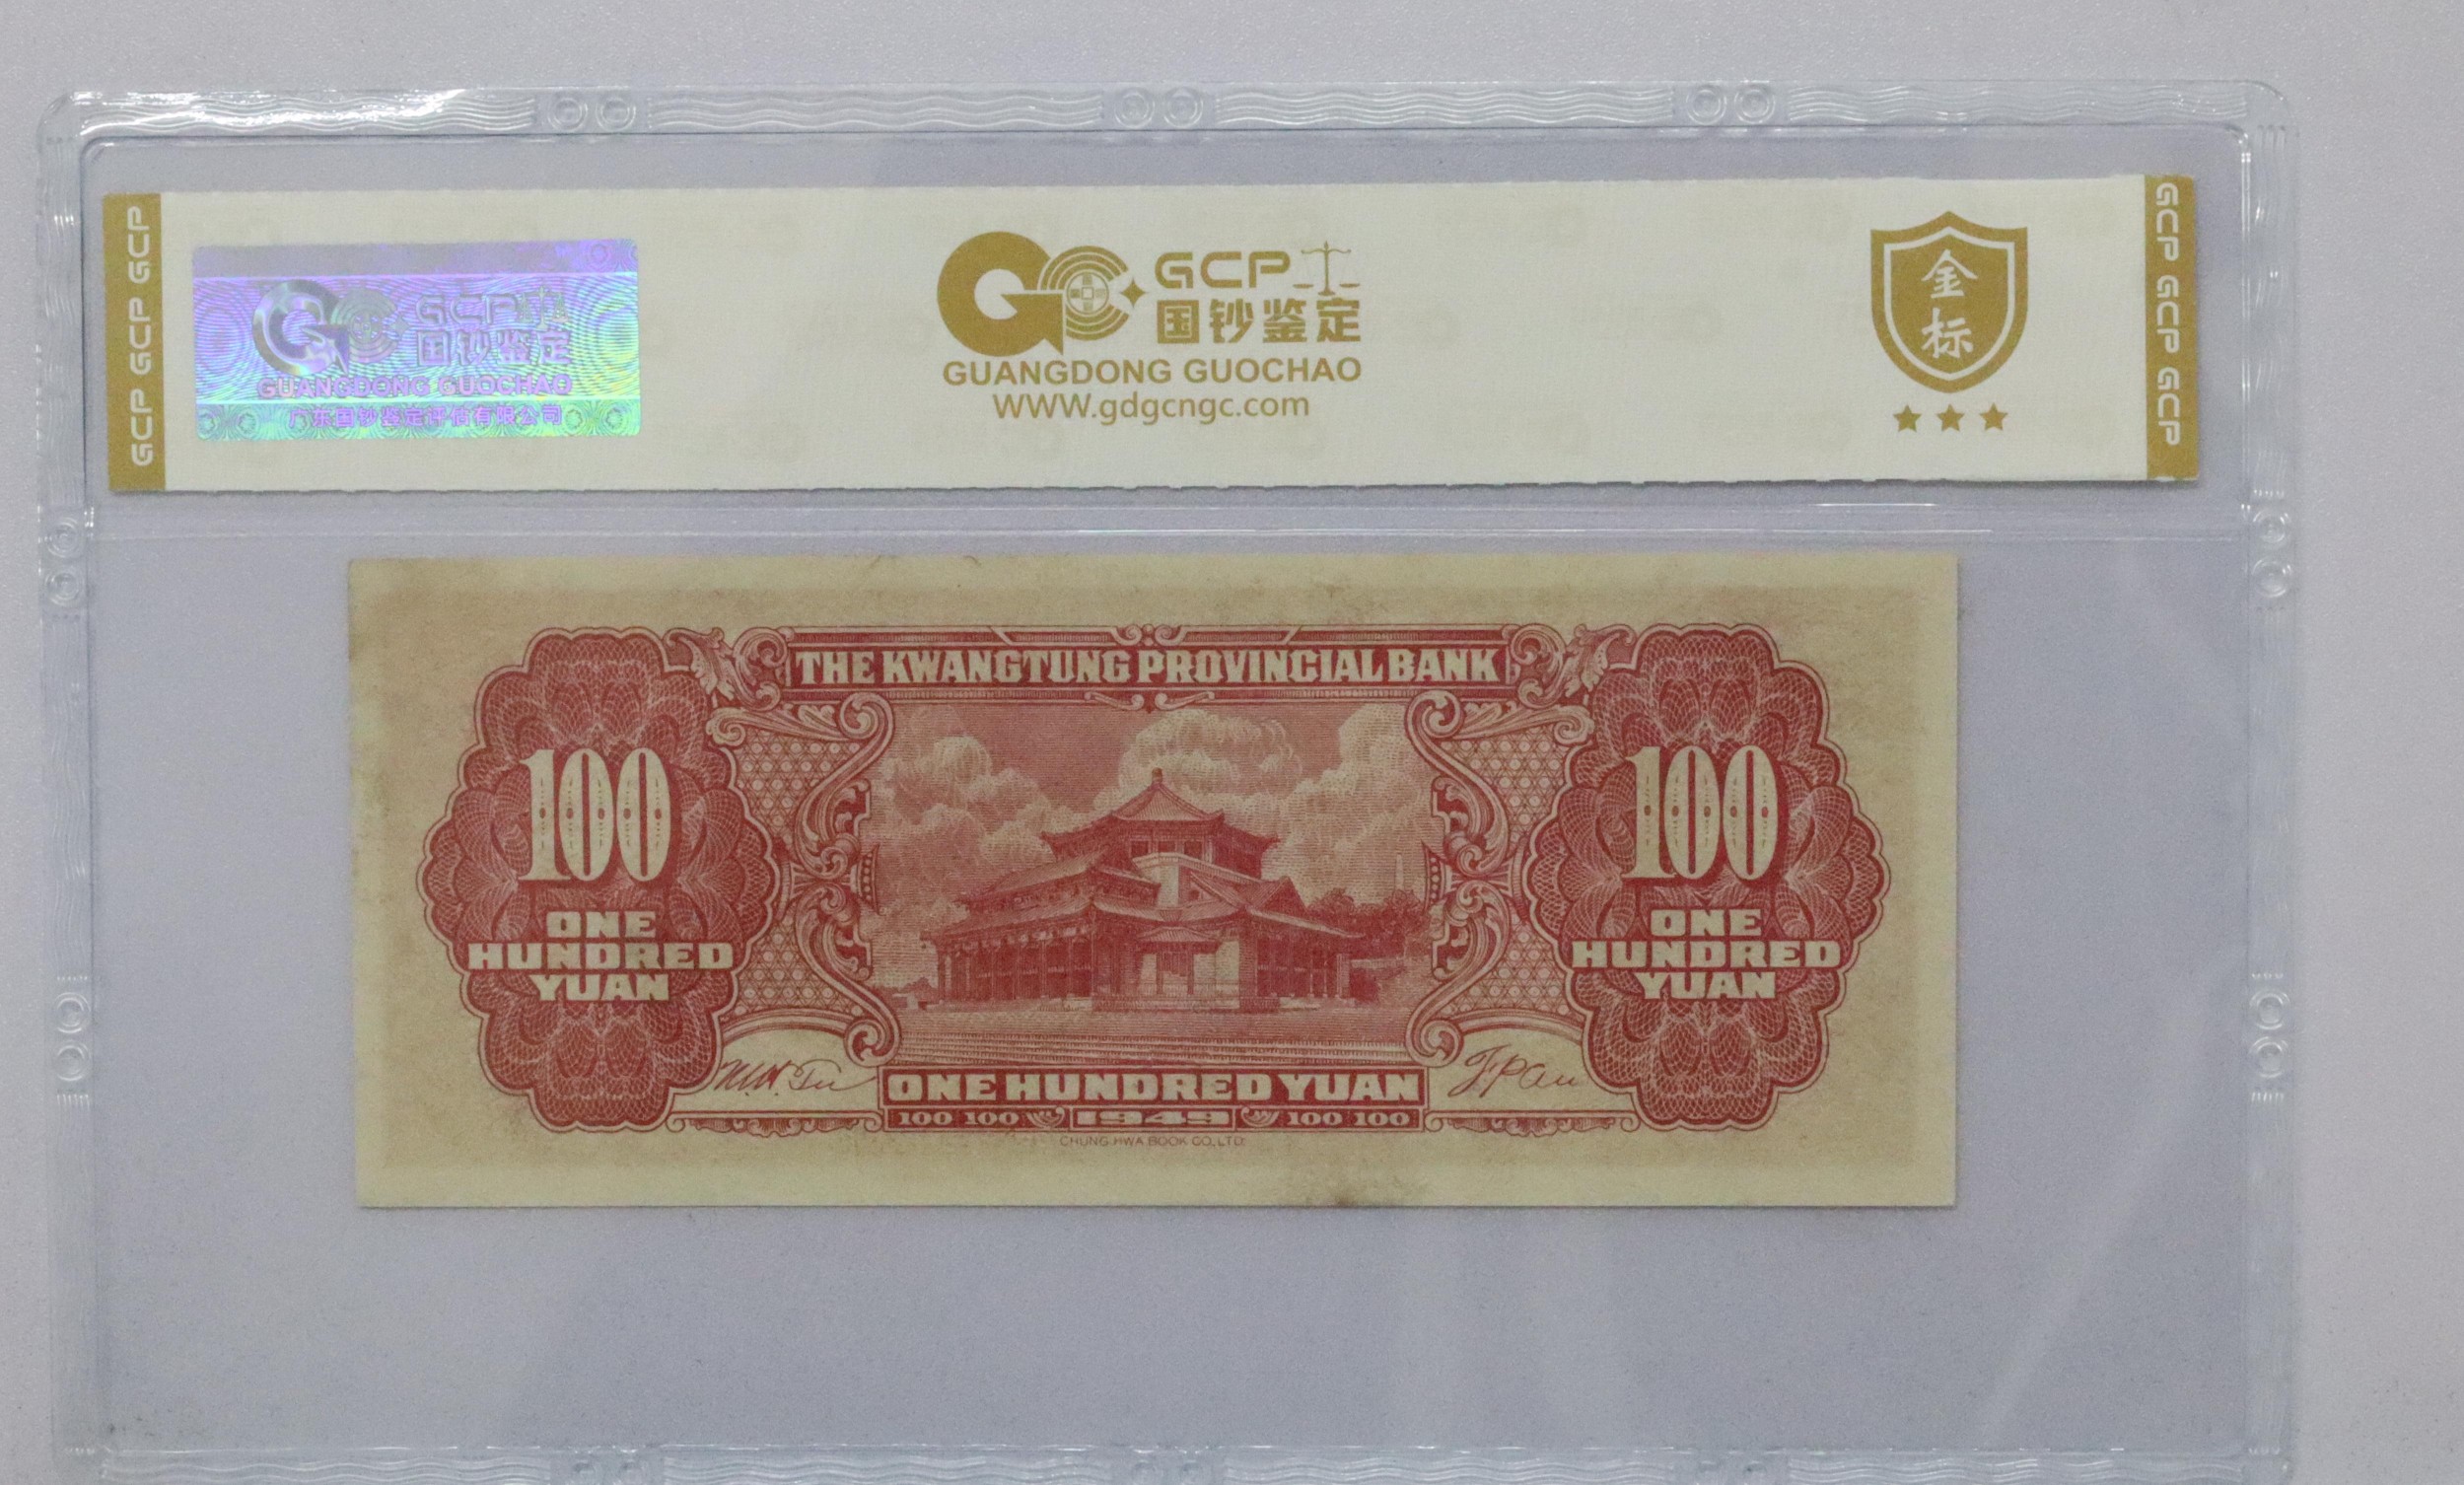 GCP GCP GCP
GCP
国钞鉴定
GUANGDONG GUOCHAO
广东国钞鉴定评估有限公司
GCP
国钞鉴定
GUANGDONG GUOCHAO
WWW.gdgcngc.com
金
标
GCP GCP GCP
THE KWANGTUNG PROVINCIAL BANK
100
ONE
HUNDRED
YUAN
100
ONE
HUNDRED
YUAN
ONE HUNDRED YUAN
100 100 1949 100 100
CHUNG HWA BOOK CO., LTD.